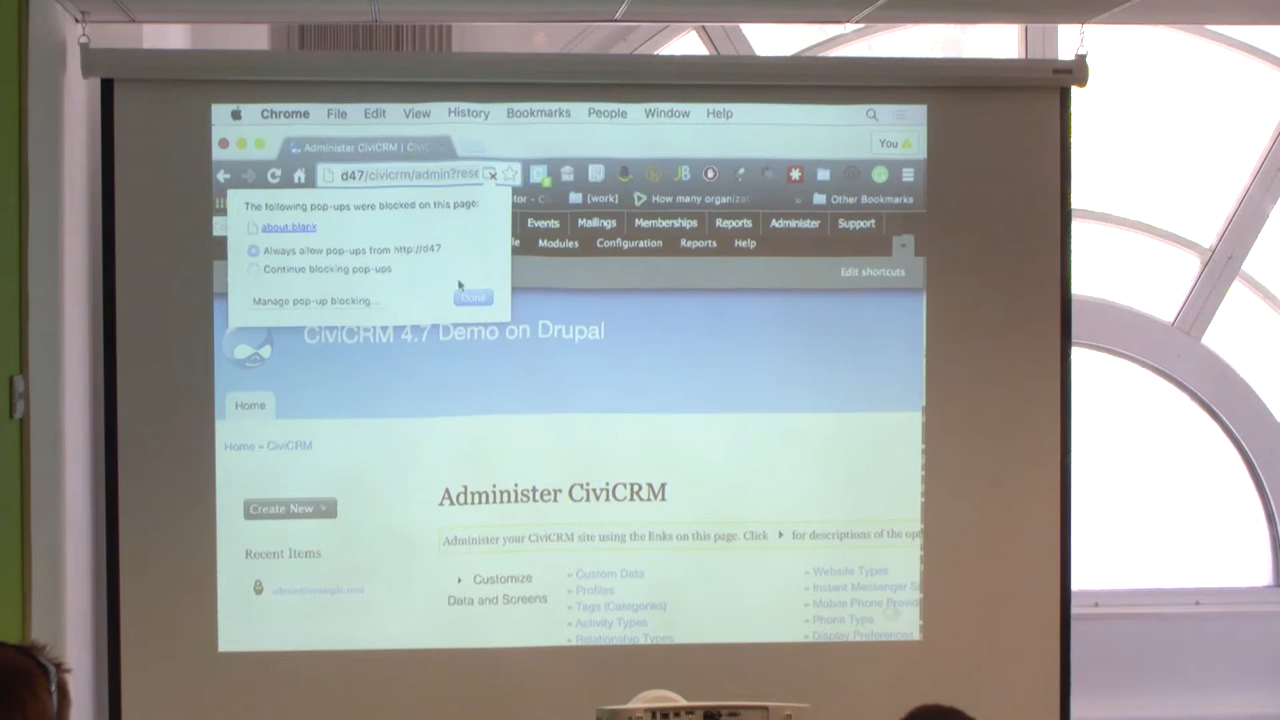 Chrome File Edit View History Bookmarks People Window Help
Administer CiviCRM | Civi
You
d47/civicrm/admin?rese
JB
[work] How many organiza » Other Bookmarks
The following pop-ups were blocked on this page:
about:blank
Always allow pop-ups from http://d47
Continue blocking pop-ups
Manage pop-up blocking...
Done
Events Mailings Memberships Reports Administer Support
Modules Configuration Reports Help
Edit shortcuts
CiviCRM 4.7 Demo on Drupal
Home
Home » CiviCRM
Create New
Recent Items
Administer CiviCRM
Administer your CiviCRM site using the links on this page. Click for descriptions of the opt
Customize
Data and Screens
» Custom Data
» Profiles
» Tags (Categories)
» Activity Types
» Relationship Types
» Website Types
» Instant Messenger S
» Mobile Phone Provid
» Phone Type
» Display Preferences